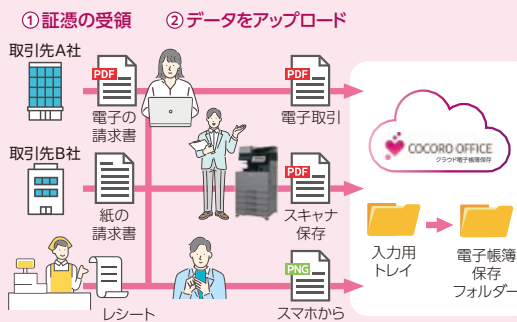 ①証憑の受領
②データをアップロード
取引先A社
PDF
電子の
請求書
PDF
電子取引
取引先B社
紙の
請求書
PDF
スキャナ
保存
レシート
PNG
スマホから
COCORO OFFICE
クラウド電子帳簿保存
入力用
トレイ
電子帳簿
保存
フォルダー